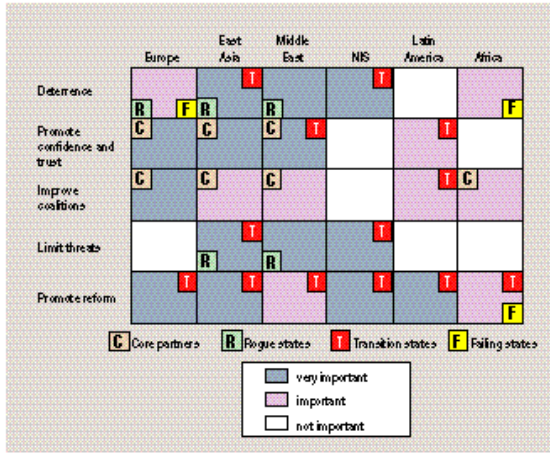 East Middle Latin
Europe Asia East NIS America Africa
Deterrence T T
R F R R F
Promote C C C T T
confidence and
trust
Improve C C C T C
coalitions
Limit threats T T
R R
Promote reform T T T T T T
F
C Core partners R Rogue states T Transition states F Failing states
very important
important
not important